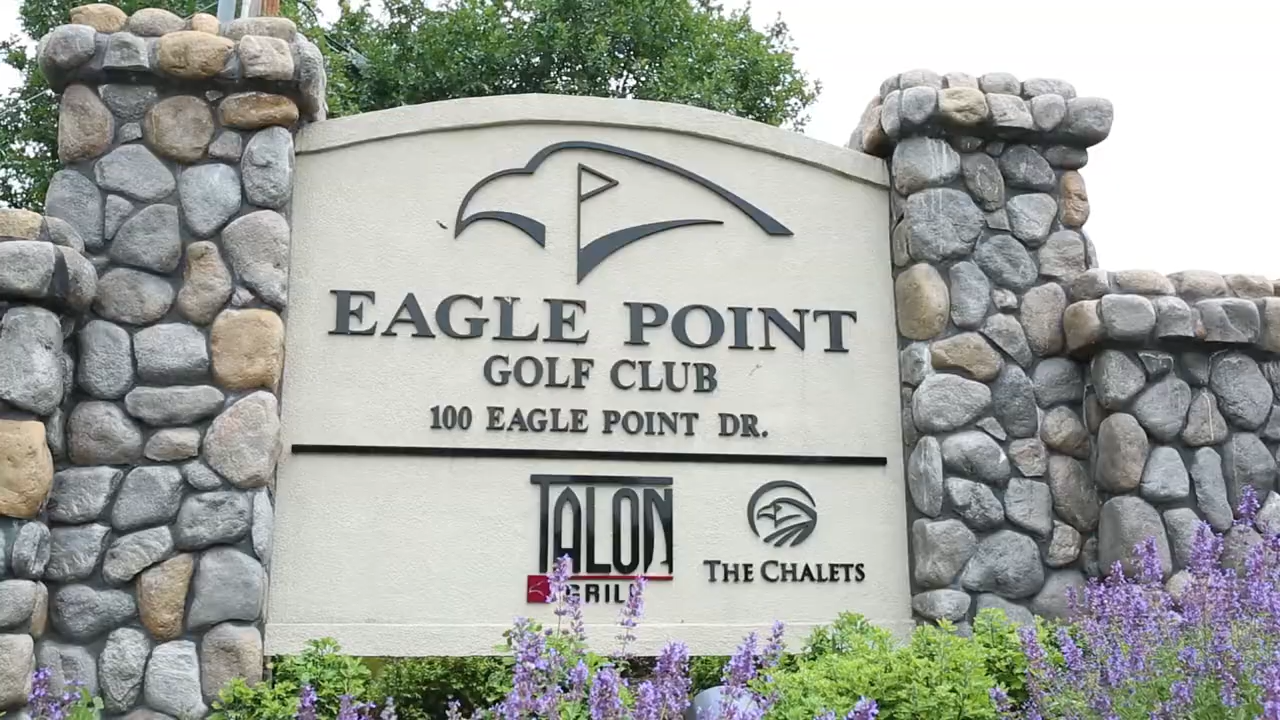 EAGLE POINT
GOLF CLUB
100 EAGLE POINT DR.
TALON
GRILL
THE CHALETS